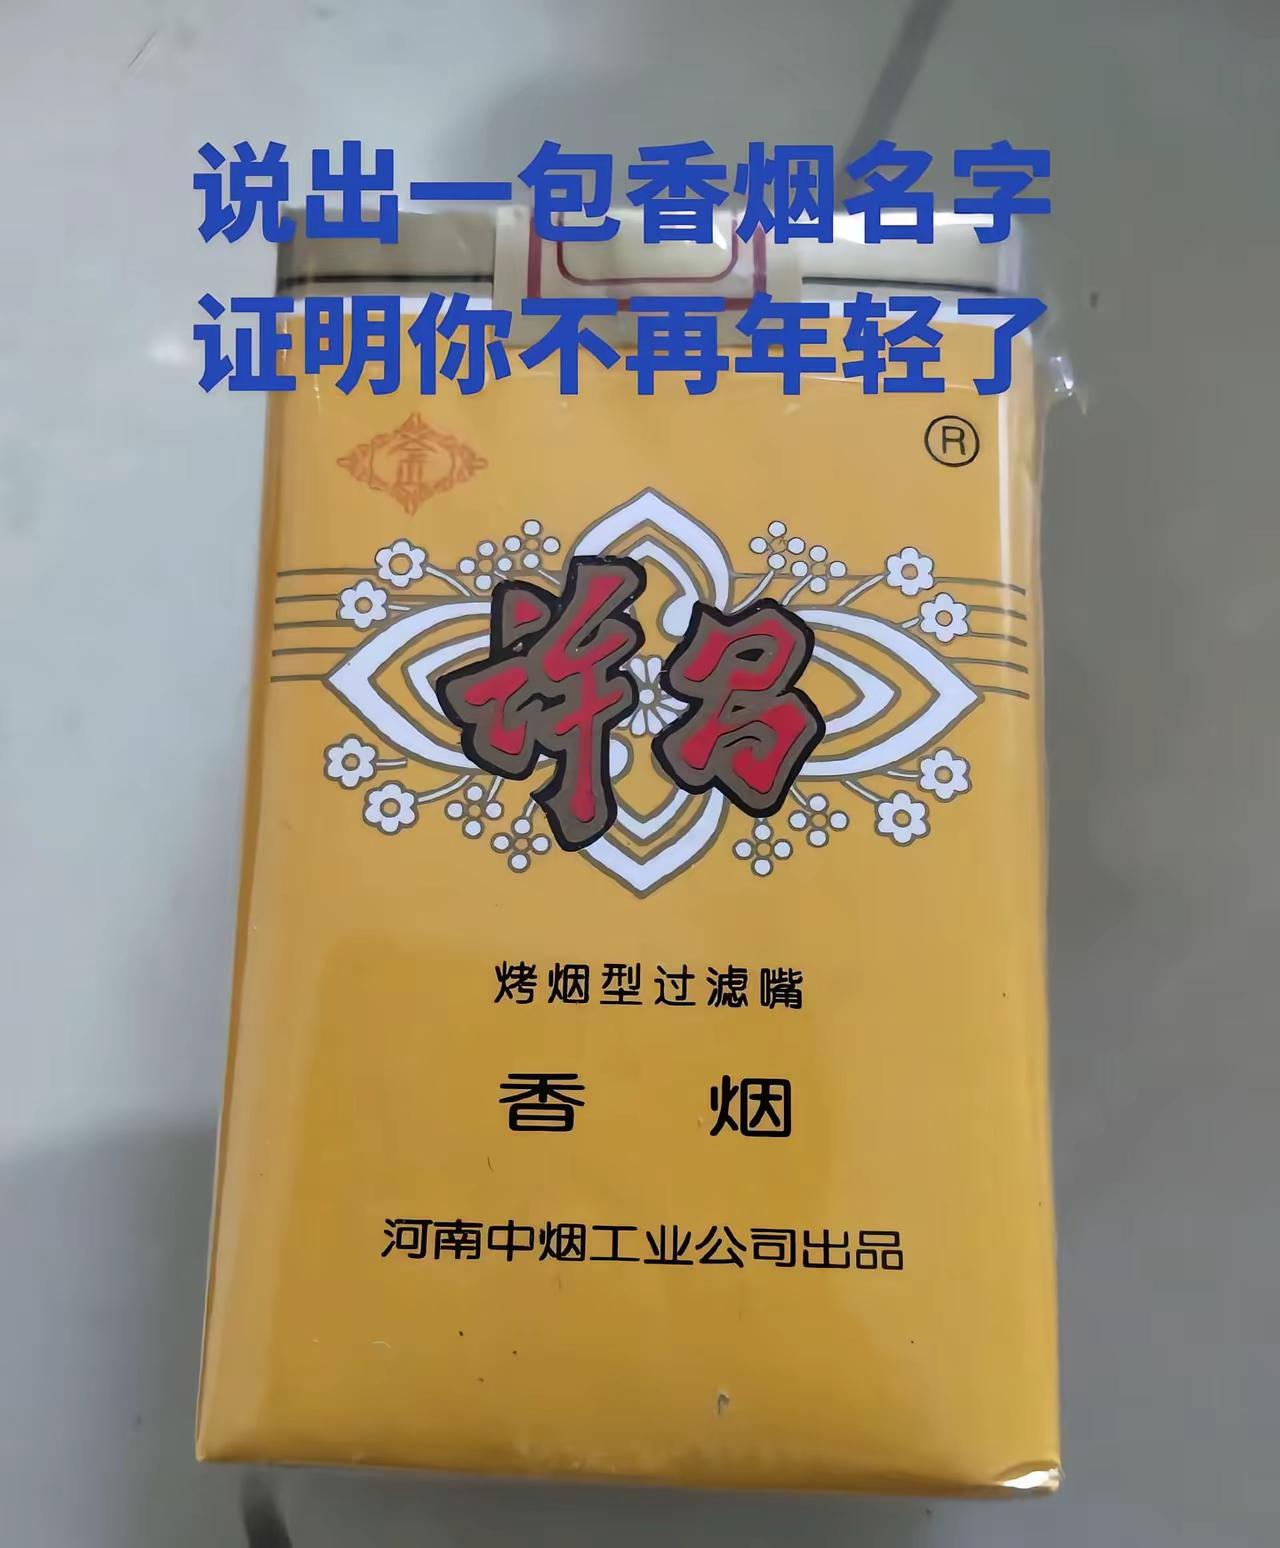 说出一包香烟名字
证明你不再年轻了
®
许昌
烤烟型过滤嘴
香烟
河南中烟工业公司出品